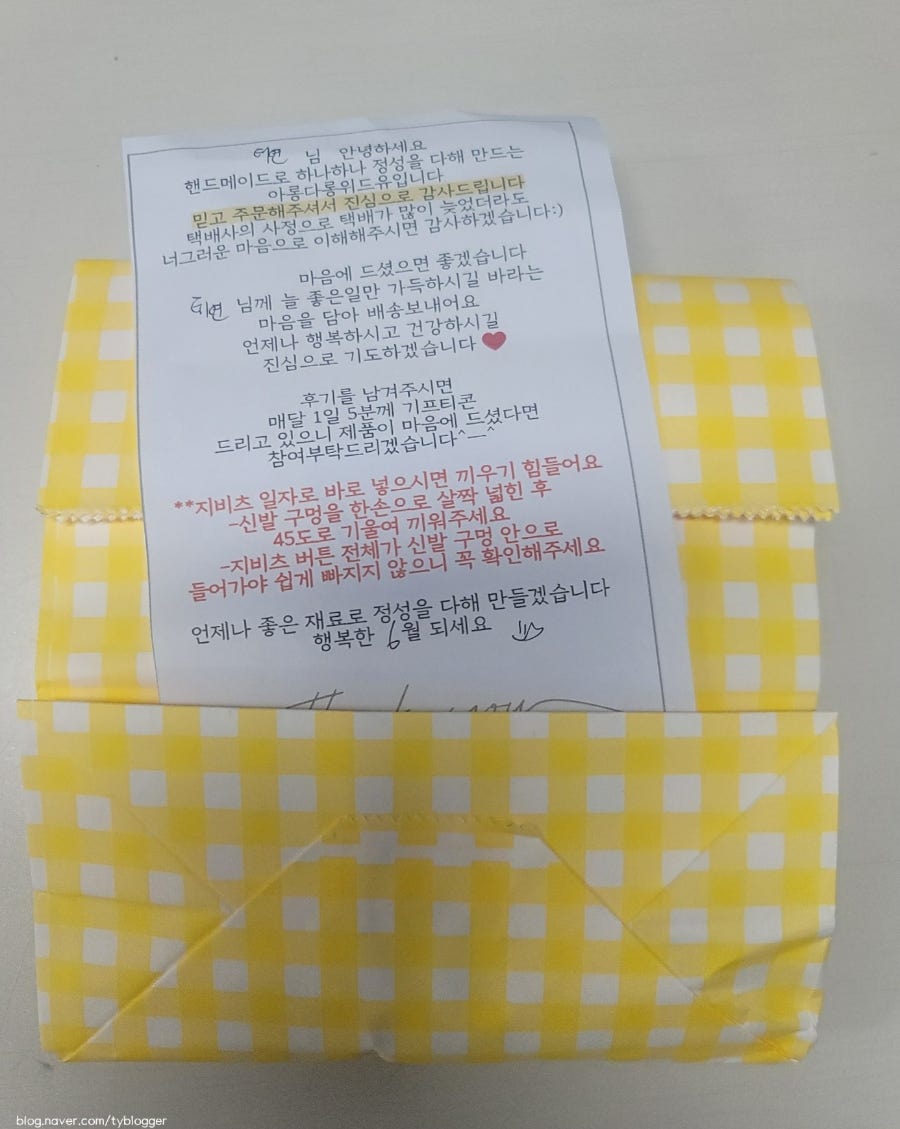 태연 님 안녕하세요
핸드메이드로 하나하나 정성을 다해 만드는
아롱다롱위드유입니다
믿고 주문해주셔서 진심으로 감사드립니다
택배사의 사정으로 택배가 많이 늦었더라도
너그러운 마음으로 이해해주시면 감사하겠습니다:)
마음에 드셨으면 좋겠습니다
태연 님께 늘 좋은일만 가득하시길 바라는
마음을 담아 배송보내어요
언제나 행복하시고 건강하시길
진심으로 기도하겠습니다 ❤
후기를 남겨주시면
매달 1일 5분께 기프티콘
드리고 있으니 제품이 마음에 드셨다면
참여부탁드리겠습니다^ㅡ^
**지비츠 일자로 바로 넣으시면 끼우기 힘들어요
-신발 구멍을 한손으로 살짝 넓힌 후
45도로 기울여 끼워주세요
-지비츠 버튼 전체가 신발 구멍 안으로
들어가야 쉽게 빠지지 않으니 꼭 확인해주세요
언제나 좋은 재료로 정성을 다해 만들겠습니다
행복한 6월 되세요
Thank you
blog.naver.com/tyblogger